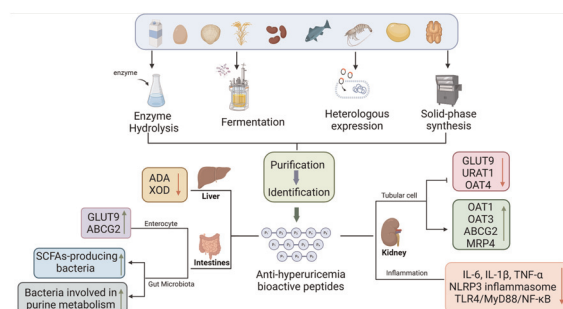 enzyme
Enzyme
Hydrolysis
Fermentation
Heterologous
expression
Solid-phase
synthesis
Purification
Identification
ADA
XOD
Liver
GLUT9
ABCG2
Enterocyte
Intestines
SCFAs-producing
bacteria
Gut Microbiota
Bacteria involved in
purine metabolism
Anti-hyperuricemia
bioactive peptides
Tubular cell
Kidney
Inflammation
GLUT9
URAT1
OAT4
OAT1
OAT3
ABCG2
MRP4
IL-6, IL-1β, TNF-α
NLRP3 inflammasome
TLR4/MyD88/NF-κB